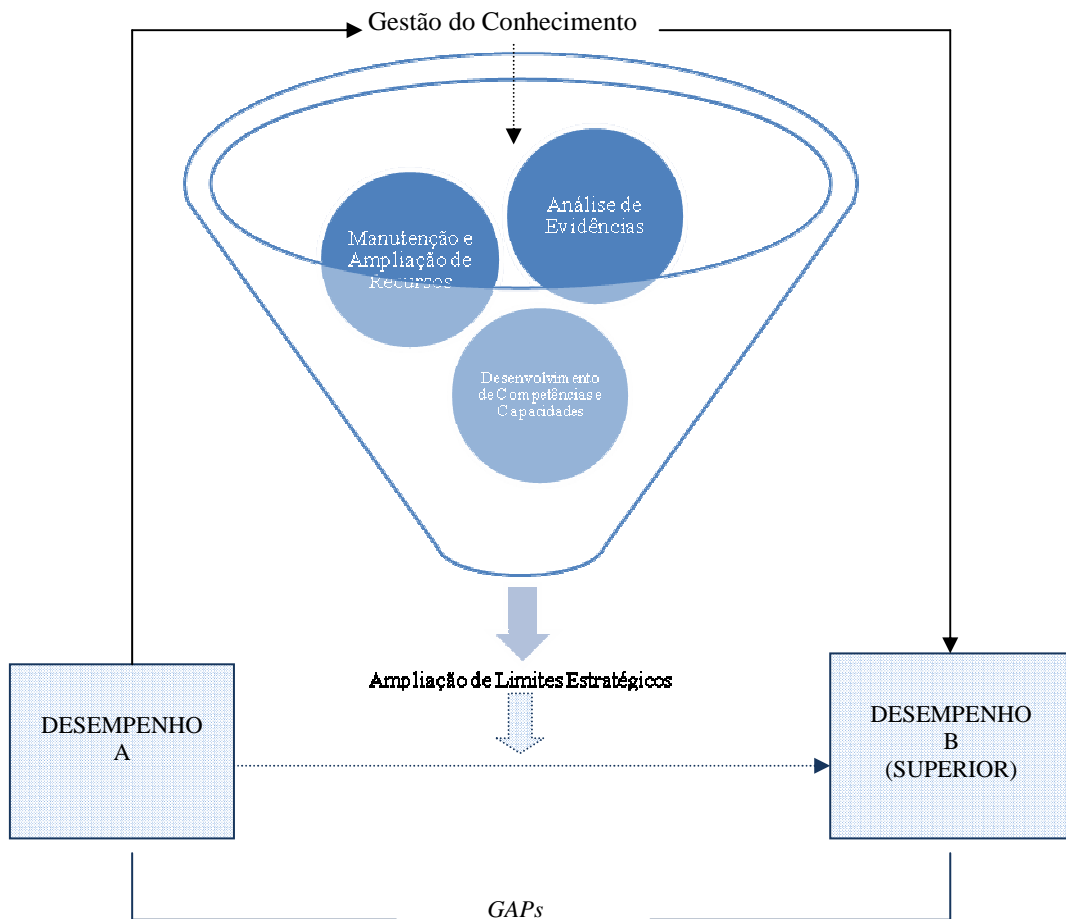 Gestão do Conhecimento
Análise de
Evidências
Manutenção e
Ampliação de
Recursos
Desenvolvimento
de Competências e
Capacidades
Ampliação de Limites Estratégicos
DESEMPENHO
A
DESEMPENHO
B
(SUPERIOR)
GAPs